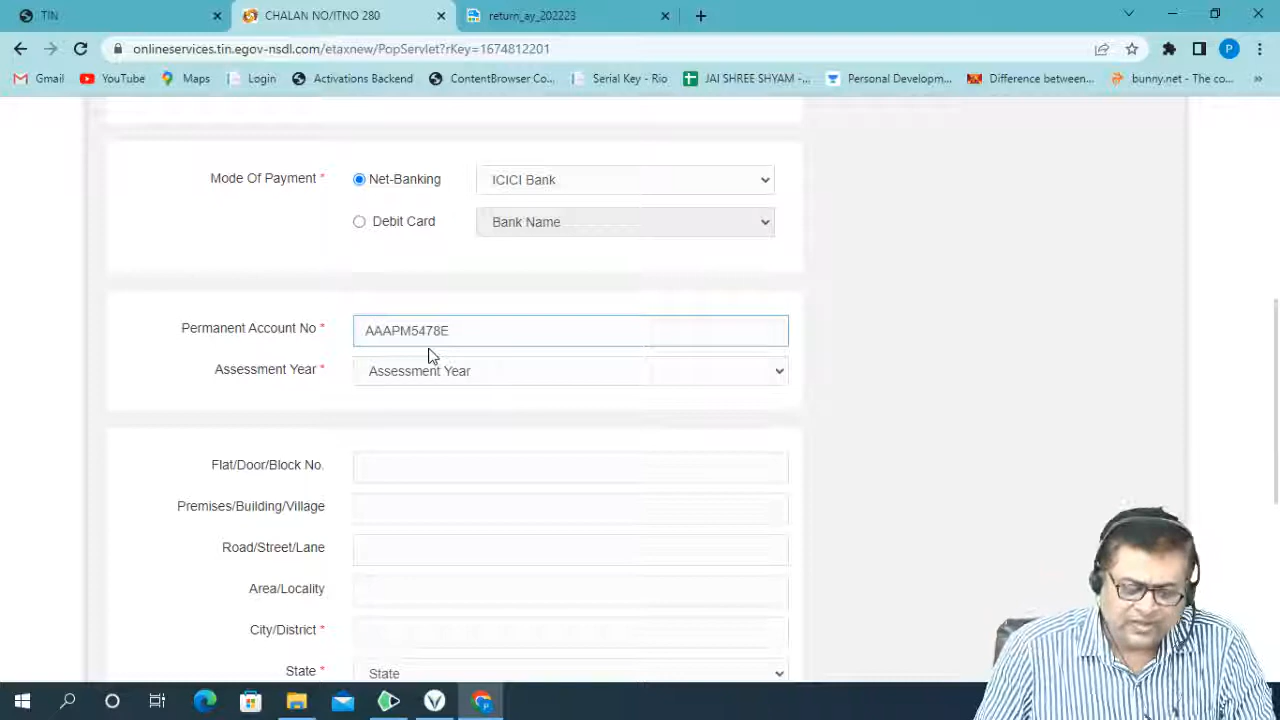 TIN
CHALAN NO/ITNO 280
return_ay_202223
onlineservices.tin.egov-nsdl.com/etaxnew/PopServlet?rKey=1674812201
P
Gmail
YouTube
Maps
Login
Activations Backend
ContentBrowser Co...
Serial Key - Rio
JAI SHREE SHYAM -...
Personal Developm...
Difference between...
bunny.net - The co...
»
Mode Of Payment *
Net-Banking
ICICI Bank
Debit Card
Bank Name
Permanent Account No *
AAAPM5478E
Assessment Year *
Assessment Year
Flat/Door/Block No.
Premises/Building/Village
Road/Street/Lane
Area/Locality
City/District *
State *
State